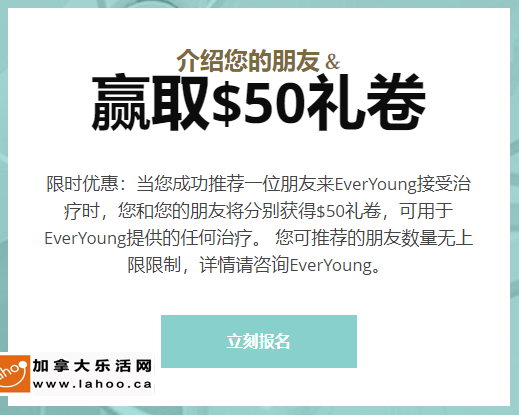 介绍您的朋友 &
赢取$50礼卷
限时优惠：当您成功推荐一位朋友来EverYoung接受治
疗时，您和您的朋友将分别获得$50礼卷，可用于
EverYoung提供的任何治疗。 您可推荐的朋友数量无上
限限制，详情请咨询EverYoung。
立刻报名
lahoo
加拿大乐活网
www.lahoo.ca